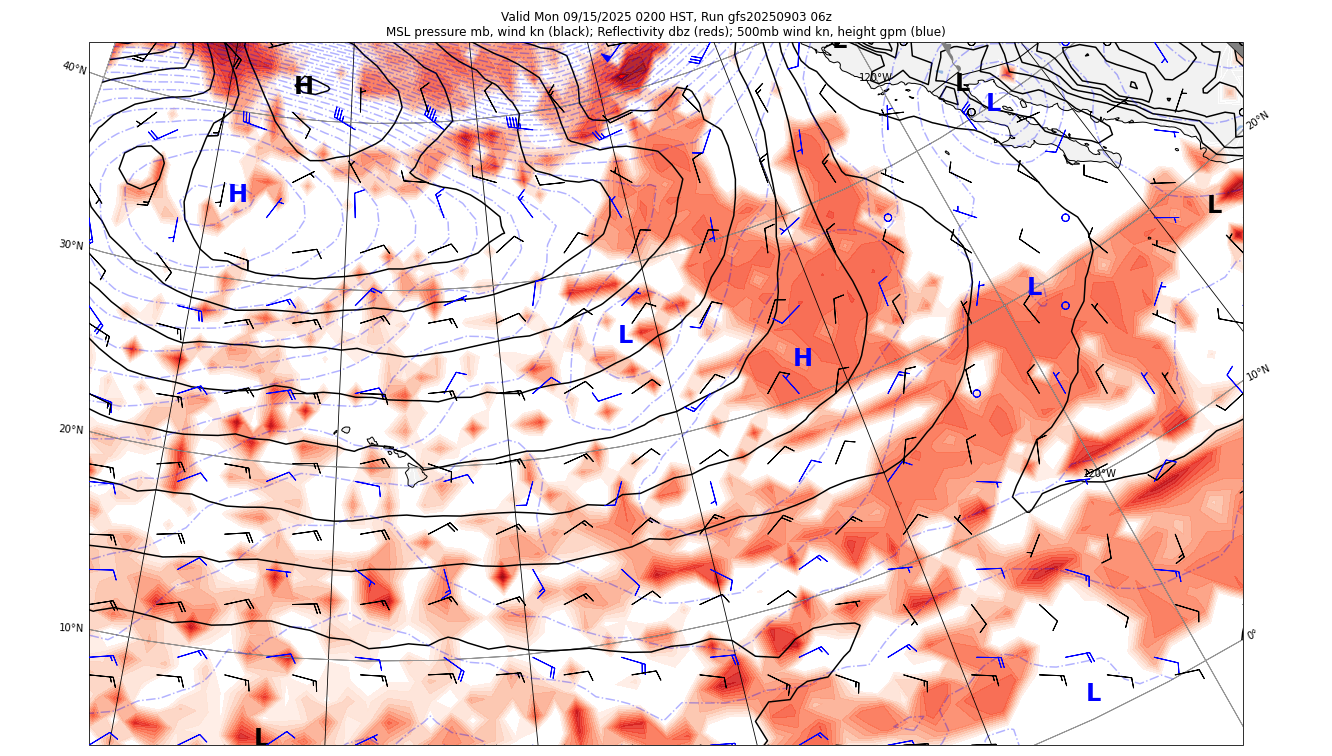 Valid Mon 09/15/2025 0200 HST, Run gfs20250903 06z
MSL pressure mb, wind kn (black); Reflectivity dbz (reds); 500mb wind kn, height gpm (blue)
L
40°N
H
120°W
L
L
20°N
H
L
30°N
L
L
H
10°N
20°N
120°W
10°N
0°
L
L